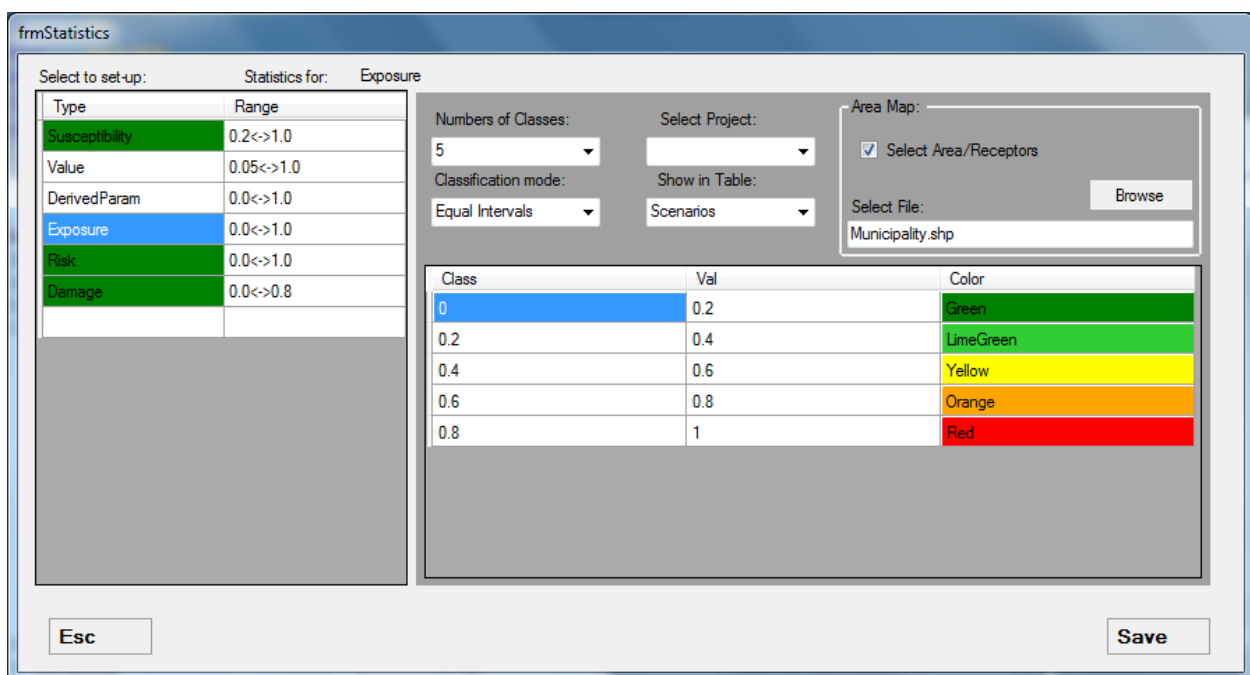 frmStatistics
Select to set-up: Statistics for: Exposure
Type Range
Susceptibility 0.2<->1.0
Value 0.05<->1.0
DerivedParam 0.0<->1.0
Exposure 0.0<->1.0
Risk 0.0<->1.0
Damage 0.0<->0.8
Numbers of Classes: Select Project:
5
Classification mode: Show in Table:
Equal Intervals Scenarios
Area Map:
Select Area/Receptors
Browse
Select File:
Municipality.shp
Class Val Color
0 0.2 Green
0.2 0.4 LimeGreen
0.4 0.6 Yellow
0.6 0.8 Orange
0.8 1 Red
Esc Save